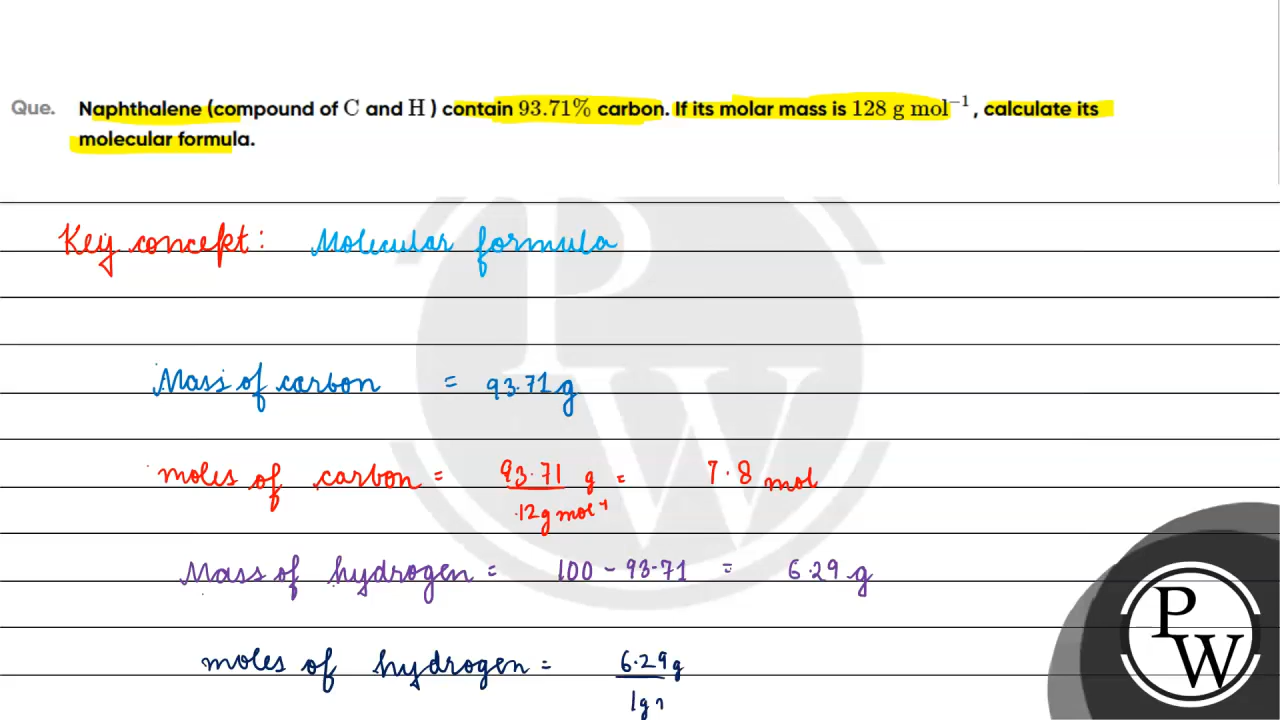 Que. Naphthalene (compound of C and H ) contain 93.71% carbon. If its molar mass is 128 g mol⁻¹, calculate its
molecular formula.
Key concept: Molecular formula
Mass of carbon = 93.71 g
moles of carbon = 93.71 g / 12 g mol⁻¹ = 7.8 mol
Mass of hydrogen = 100 - 93.71 = 6.29 g
moles of hydrogen = 6.29 g / 1g
P
W
P
W